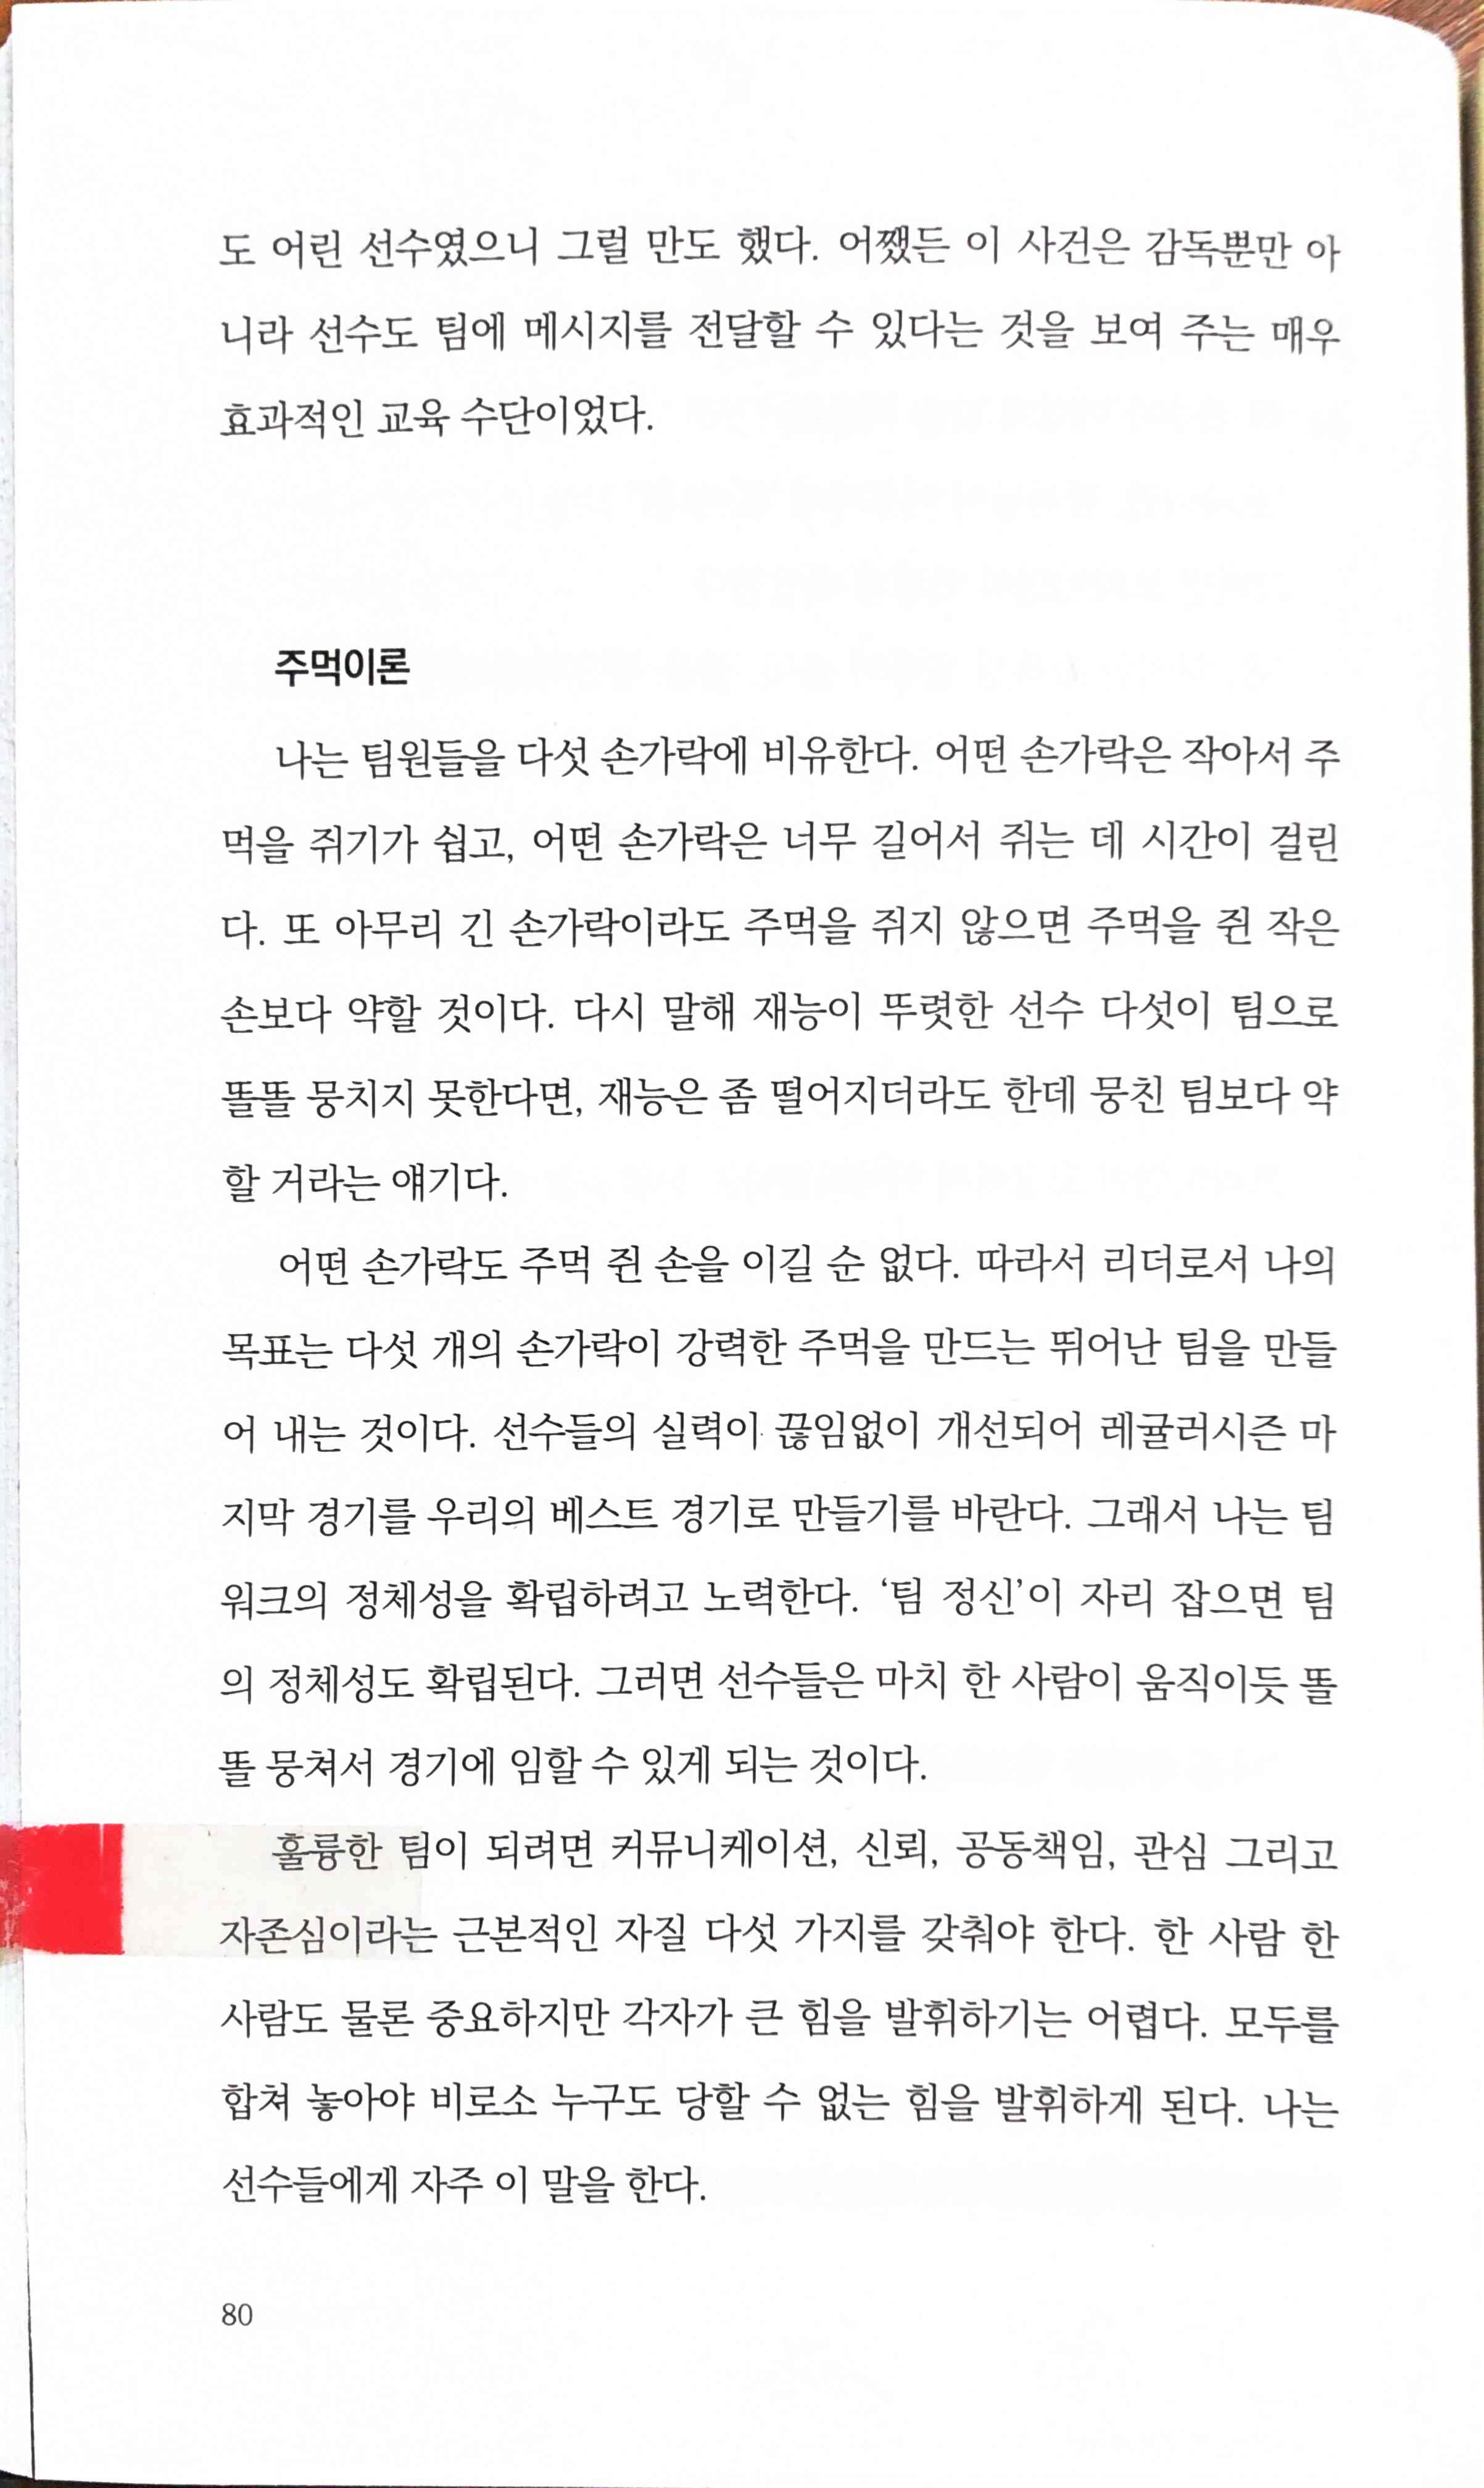 도 어린 선수였으니 그럴 만도 했다. 어쨌든 이 사건은 감독뿐만 아
니라 선수도 팀에 메시지를 전달할 수 있다는 것을 보여 주는 매우
효과적인 교육 수단이었다.
주먹이론
나는 팀원들을 다섯 손가락에 비유한다. 어떤 손가락은 작아서 주
먹을 쥐기가 쉽고, 어떤 손가락은 너무 길어서 쥐는 데 시간이 걸린
다. 또 아무리 긴 손가락이라도 주먹을 쥐지 않으면 주먹을 쥔 작은
손보다 약할 것이다. 다시 말해 재능이 뚜렷한 선수 다섯이 팀으로
똘똘 뭉치지 못한다면, 재능은 좀 떨어지더라도 한데 뭉친 팀보다 약
할 거라는 얘기다.
어떤 손가락도 주먹 쥔 손을 이길 순 없다. 따라서 리더로서 나의
목표는 다섯 개의 손가락이 강력한 주먹을 만드는 뛰어난 팀을 만들
어 내는 것이다. 선수들의 실력이 끊임없이 개선되어 레귤러시즌 마
지막 경기를 우리의 베스트 경기로 만들기를 바란다. 그래서 나는 팀
워크의 정체성을 확립하려고 노력한다. ‘팀 정신’이 자리 잡으면 팀
의 정체성도 확립된다. 그러면 선수들은 마치 한 사람이 움직이듯 똘
똘 뭉쳐서 경기에 임할 수 있게 되는 것이다.
훌륭한 팀이 되려면 커뮤니케이션, 신뢰, 공동책임, 관심 그리고
자존심이라는 근본적인 자질 다섯 가지를 갖춰야 한다. 한 사람 한
사람도 물론 중요하지만 각자가 큰 힘을 발휘하기는 어렵다. 모두를
합쳐 놓아야 비로소 누구도 당할 수 없는 힘을 발휘하게 된다. 나는
선수들에게 자주 이 말을 한다.
80